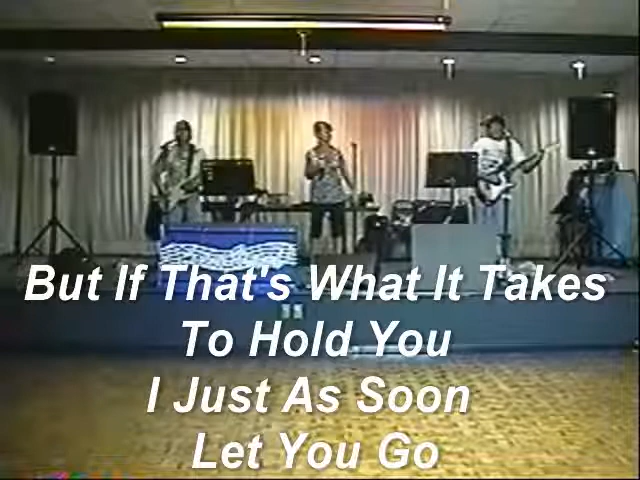 But If That's What It Takes
To Hold You
I Just As Soon
Let You Go